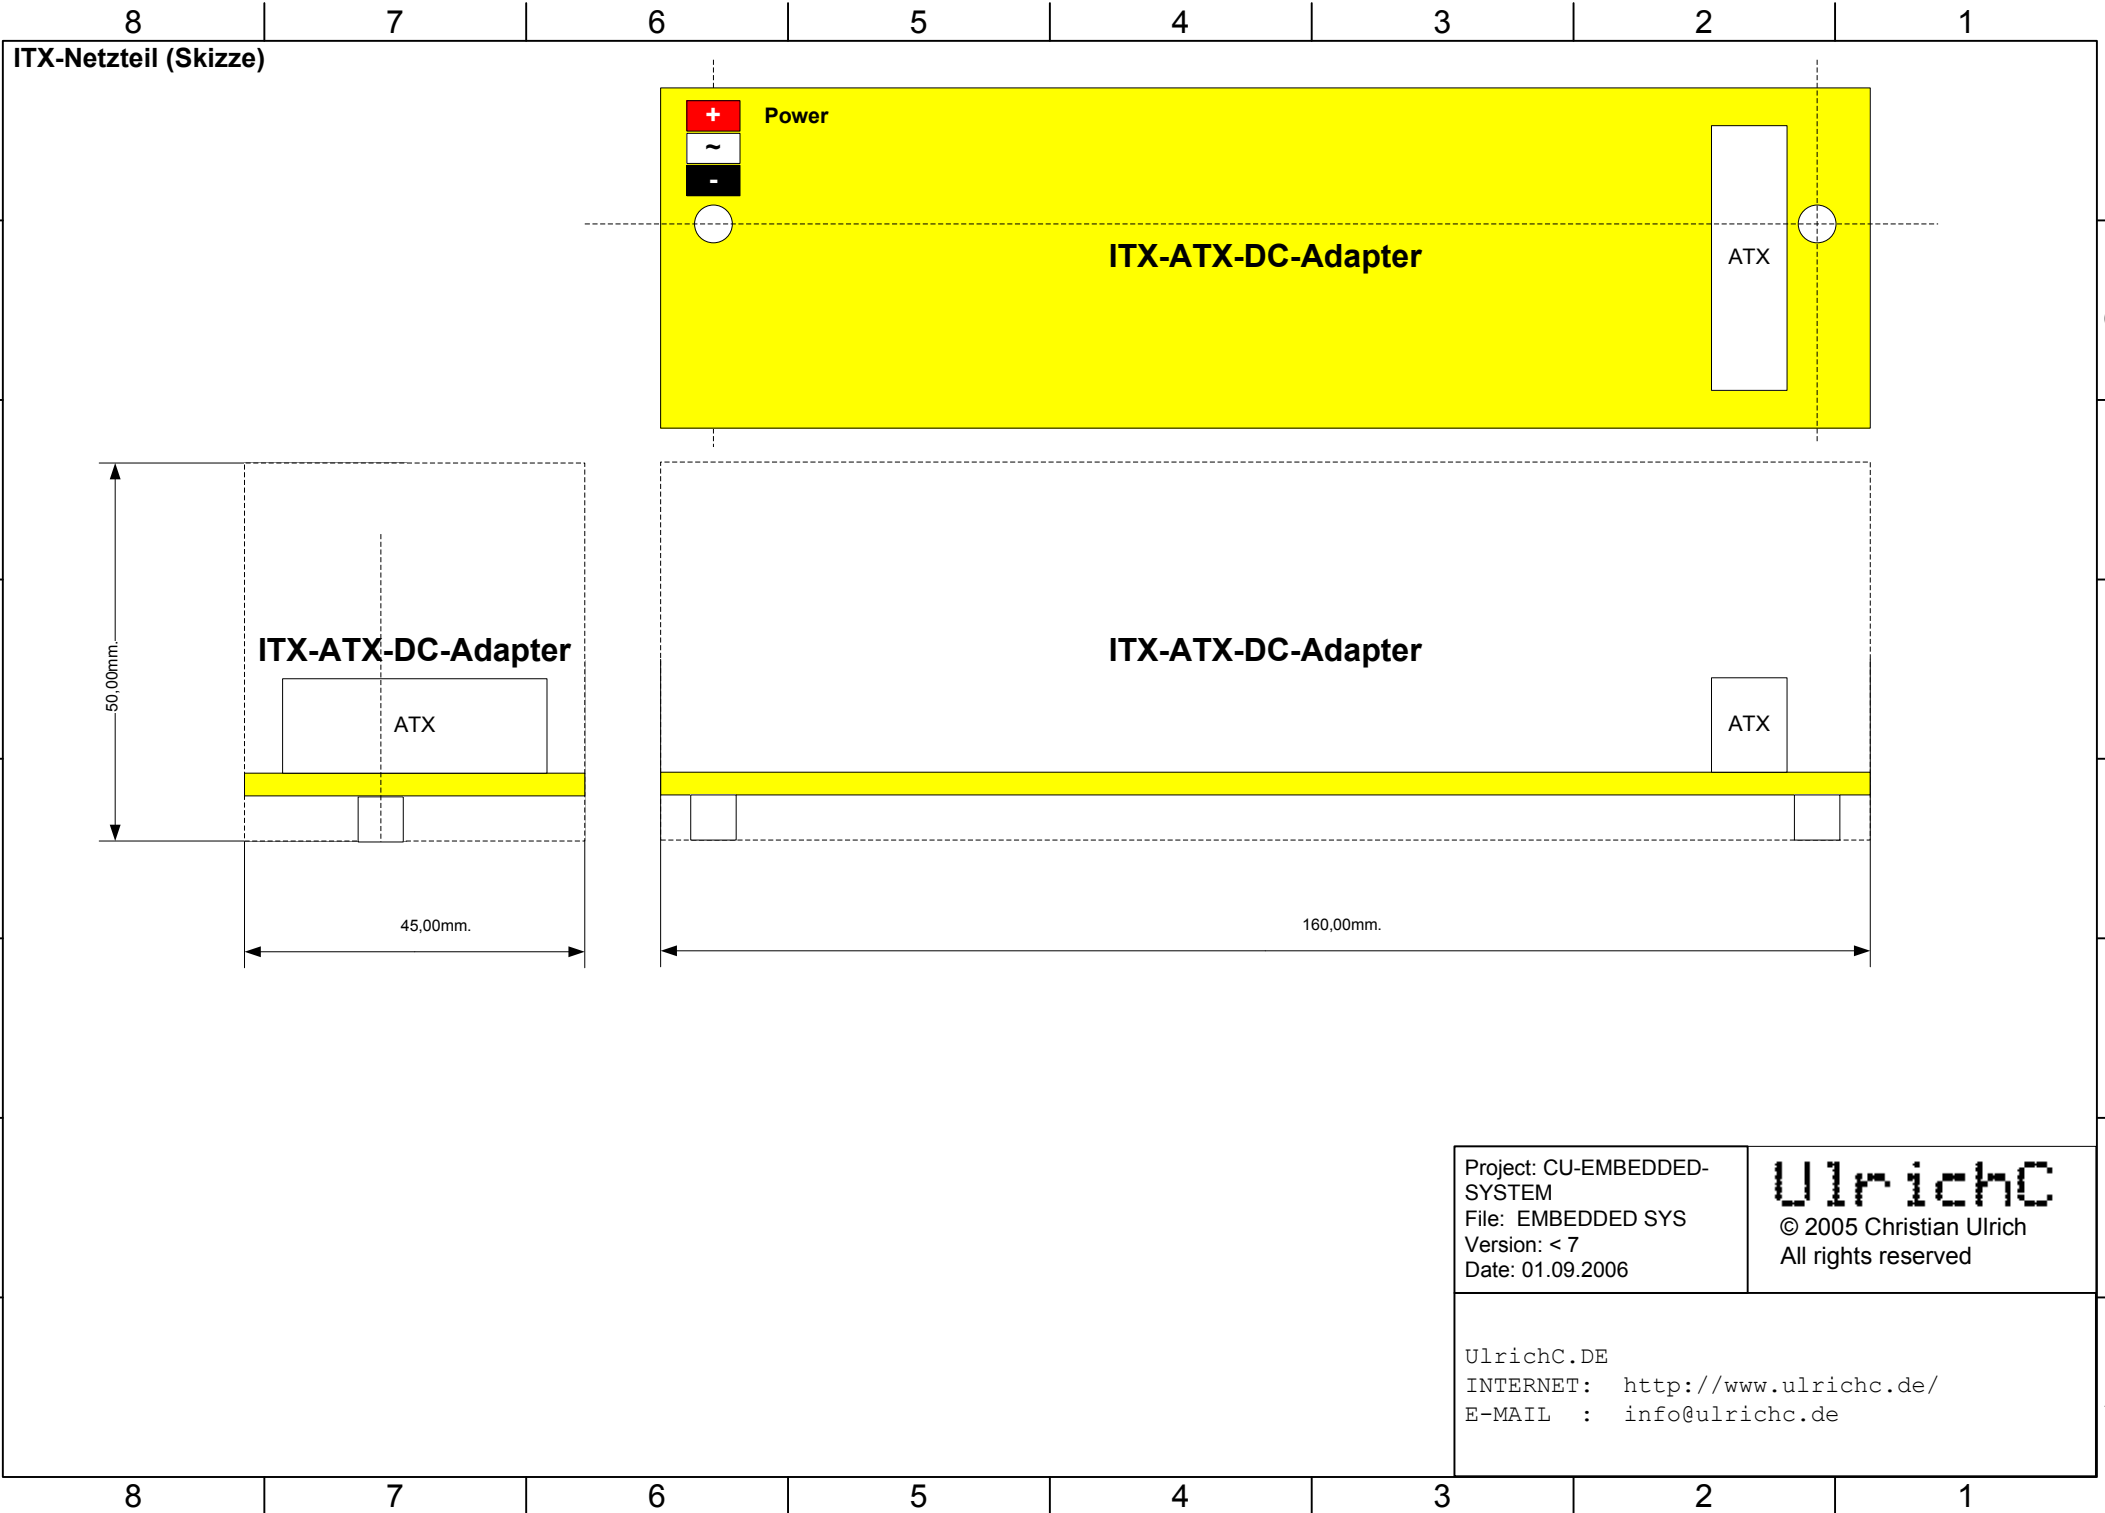 8 7 6 5 4 3 2 1
ITX-Netzteil (Skizze)
+
Power
~
-
ITX-ATX-DC-Adapter
ATX
50,00mm.
ITX-ATX-DC-Adapter
ATX
ITX-ATX-DC-Adapter
ATX
45,00mm.
160,00mm.
Project: CU-EMBEDDED-
SYSTEM
File: EMBEDDED SYS
Version: < 7
Date: 01.09.2006
UlrichC
© 2005 Christian Ulrich
All rights reserved
UlrichC.DE
INTERNET: http://www.ulrichc.de/
E-MAIL : info@ulrichc.de
8 7 6 5 4 3 2 1